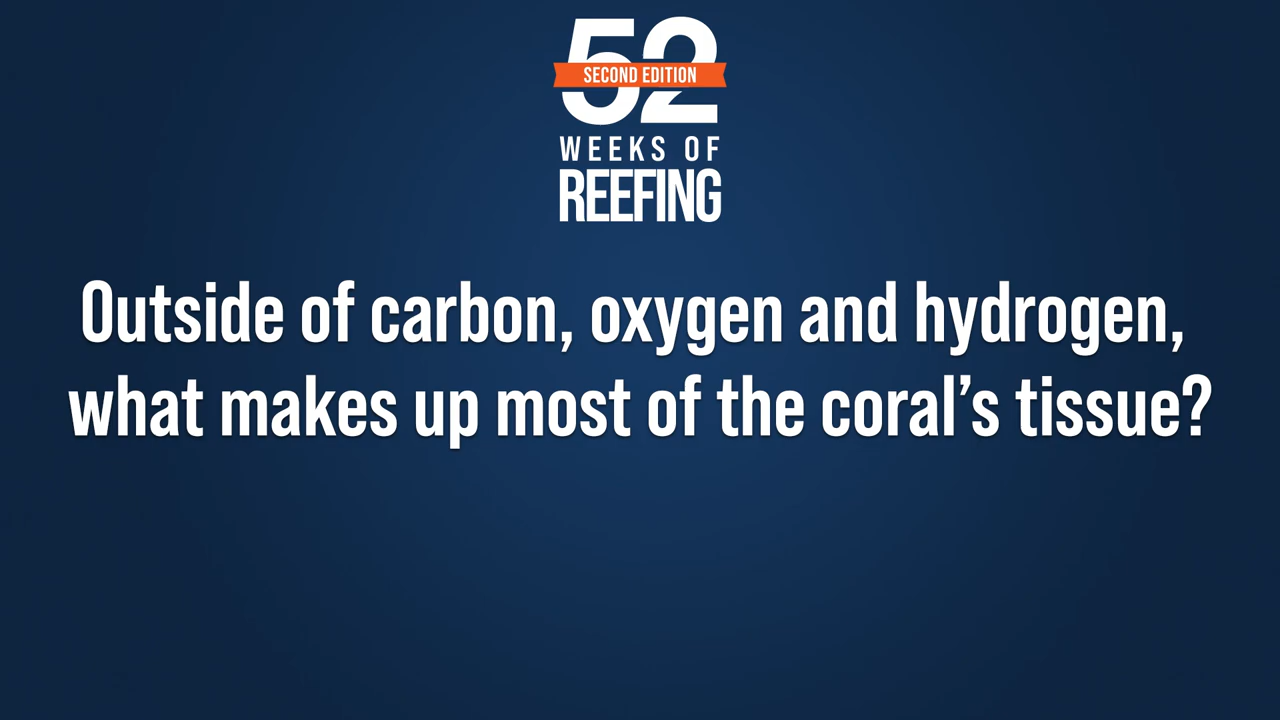 52
SECOND EDITION
WEEKS OF
REEFING
Outside of carbon, oxygen and hydrogen,
what makes up most of the coral’s tissue?